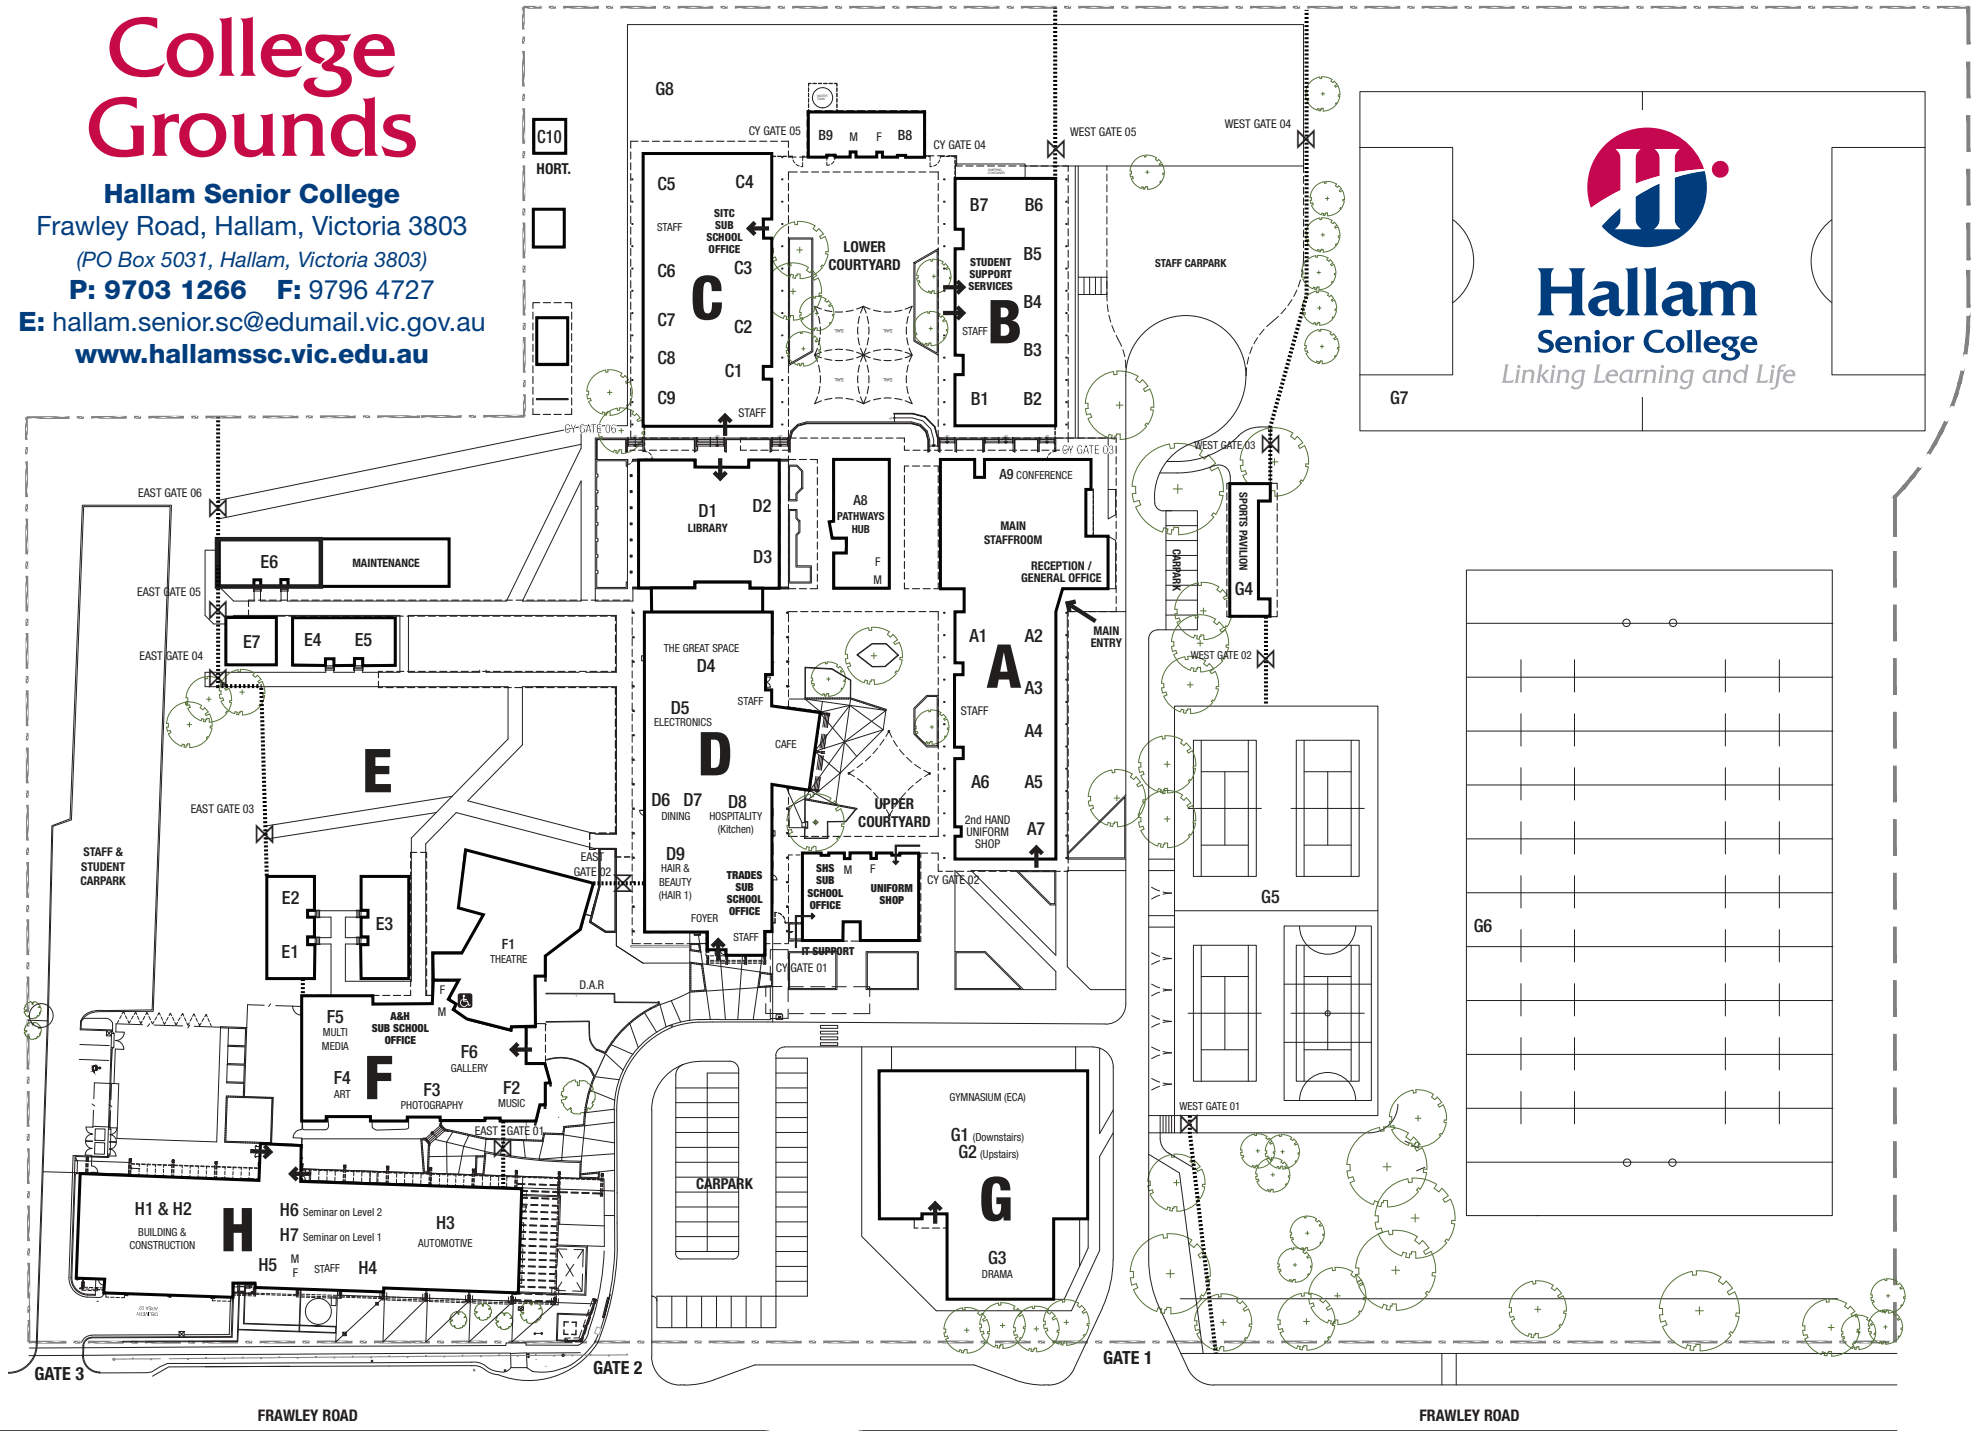 College
Grounds
Hallam Senior College
Frawley Road, Hallam, Victoria 3803
(PO Box 5031, Hallam, Victoria 3803)
P: 9703 1266 F: 9796 4727
E: hallam.senior.sc@edumail.vic.gov.au
www.hallamssc.vic.edu.au
Hallam
Senior College
Linking Learning and Life
G7
G8
C10
HORT.
CY GATE 05
B9 M F B8
CY GATE 04
WEST GATE 05
WEST GATE 04
C5
C4
SITC
SUB
SCHOOL
OFFICE
STAFF
C6
C3
C
C7
C2
C8
C1
C9
STAFF
LOWER
COURTYARD
B7
B6
B5
STUDENT
SUPPORT
SERVICES
B4
STAFF
B
B3
B1
B2
STAFF CARPARK
CY GATE 06
CY GATE 03
WEST GATE 03
EAST GATE 06
D1
LIBRARY
D2
D3
A8
PATHWAYS
HUB
F
M
A9 CONFERENCE
MAIN
STAFFROOM
RECEPTION /
GENERAL OFFICE
CARPARK
SPORTS PAVILION
G4
E6
MAINTENANCE
EAST GATE 05
E7
E4
E5
EAST GATE 04
THE GREAT SPACE
D4
STAFF
D5
ELECTRONICS
D
CAFE
D6
D7
DINING
D8
HOSPITALITY
(Kitchen)
D9
HAIR &
BEAUTY
(HAIR 1)
TRADES
SUB
SCHOOL
OFFICE
FOYER
STAFF
A1
A2
MAIN
ENTRY
A
A3
STAFF
A4
A6
A5
2nd HAND
UNIFORM
SHOP
A7
WEST GATE 02
UPPER
COURTYARD
SHS
SUB
SCHOOL
OFFICE
M F
UNIFORM
SHOP
CY GATE 02
IT SUPPORT
CY GATE 01
E
EAST GATE 03
STAFF &
STUDENT
CARPARK
EAST
GATE 02
E2
E1
E3
F1
THEATRE
D.A.R
F
M
F5
MULTI
MEDIA
A&H
SUB SCHOOL
OFFICE
F6
GALLERY
F4
ART
F
F3
PHOTOGRAPHY
F2
MUSIC
EAST GATE 01
G5
G6
WEST GATE 01
GYMNASIUM (ECA)
G1 (Downstairs)
G2 (Upstairs)
G
G3
DRAMA
CARPARK
H1 & H2
BUILDING &
CONSTRUCTION
H
H6 Seminar on Level 2
H7 Seminar on Level 1
H3
AUTOMOTIVE
H5
M
F
STAFF
H4
GATE 3
GATE 2
GATE 1
FRAWLEY ROAD
FRAWLEY ROAD